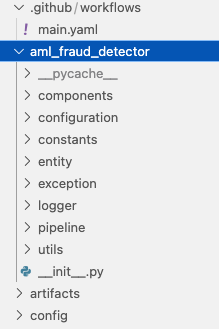 .github/workflows
main.yaml
aml_fraud_detector
__pycache__
components
configuration
constants
entity
exception
logger
pipeline
utils
__init__.py
artifacts
config